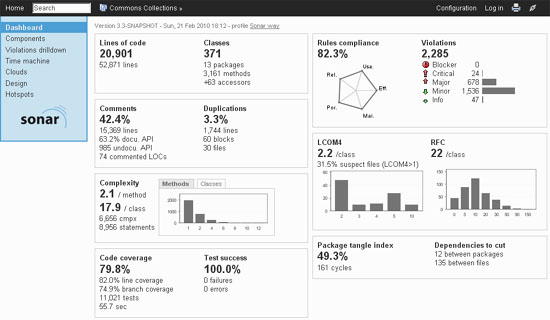 Home Search Commons Collections » Configuration Log in
Version 3.3-SNAPSHOT - Sun, 21 Feb 2010 18:12 - profile Sonar way
Dashboard
Components
Violations drilldown
Time machine
Clouds
Design
Hotspots
sonar
Lines of code
20,901
52,871 lines
Classes
371
13 packages
3,161 methods
+63 accessors
Comments
42.4%
15,369 lines
63.2% docu. API
985 undocu. API
74 commented LOCs
Duplications
3.3%
1,744 lines
60 blocks
30 files
Complexity
2.1 / method
17.9 / class
6,656 cmpx
8,956 statements
Methods Classes
2000
1000
0
1 2 4 6 8 10 12
Code coverage
79.8%
82.0% line coverage
74.9% branch coverage
11,021 tests
55.7 sec
Test success
100.0%
0 failures
0 errors
Rules compliance
82.3%
Usa.
Eff.
Mai.
Por.
Rel.
Violations
2,285
Blocker 0
Critical 24
Major 678
Minor 1,536
Info 47
LCOM4
2.2 /class
31.5% suspect files (LCOM4>1)
50
25
0
2 3 4 5 10
RFC
22 /class
150
100
50
0
0 5 10 20 30 50 90 150
Package tangle index
49.3%
161 cycles
Dependencies to cut
12 between packages
135 between files